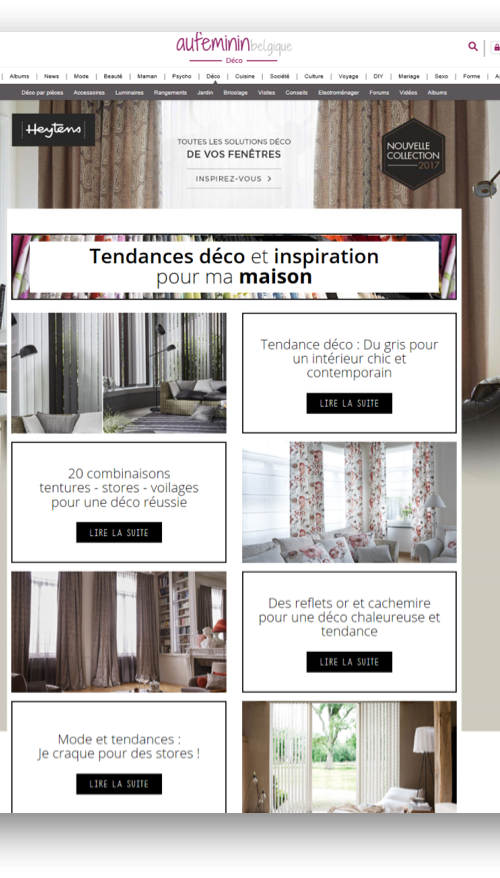 aufeminin belgique
Déco
Albums | News | Mode | Beauté | Maman | Psycho | Déco | Cuisine | Société | Culture | Voyage | DIY | Mariage | Sexo | Forme |
Déco par pièces Accessoires Luminaires Rangements Jardin Bricolage Visites Conseils Electroménager Forums Vidéos Albums
Heytens
TOUTES LES SOLUTIONS DÉCO
DE VOS FENÊTRES
INSPIREZ-VOUS >
NOUVELLE
COLLECTION
2017
Tendances déco et inspiration
pour ma maison
Tendance déco : Du gris pour
un intérieur chic et
contemporain
LIRE LA SUITE
20 combinaisons
tentures - stores - voilages
pour une déco réussie
LIRE LA SUITE
Des reflets or et cachemire
pour une déco chaleureuse et
tendance
LIRE LA SUITE
Mode et tendances :
Je craque pour des stores !
LIRE LA SUITE